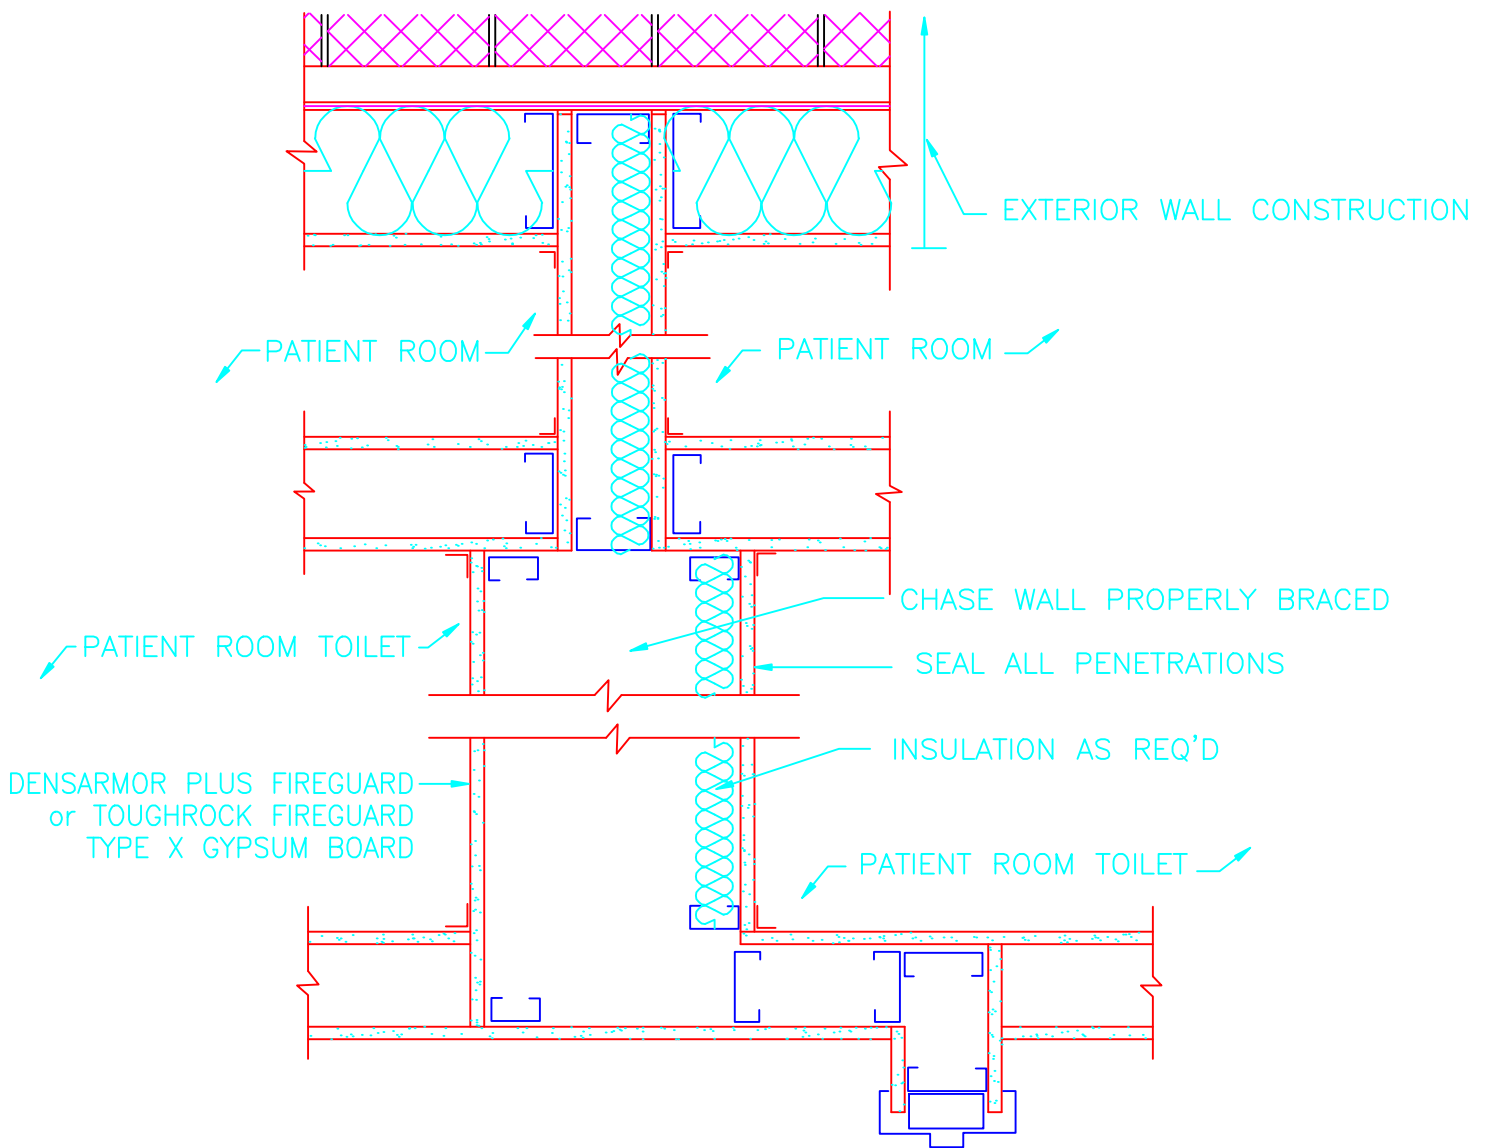 EXTERIOR WALL CONSTRUCTION
PATIENT ROOM
PATIENT ROOM
CHASE WALL PROPERLY BRACED
PATIENT ROOM TOILET
SEAL ALL PENETRATIONS
INSULATION AS REQ'D
DENSARMOR PLUS FIREGUARD
or TOUGHROCK FIREGUARD
TYPE X GYPSUM BOARD
PATIENT ROOM TOILET